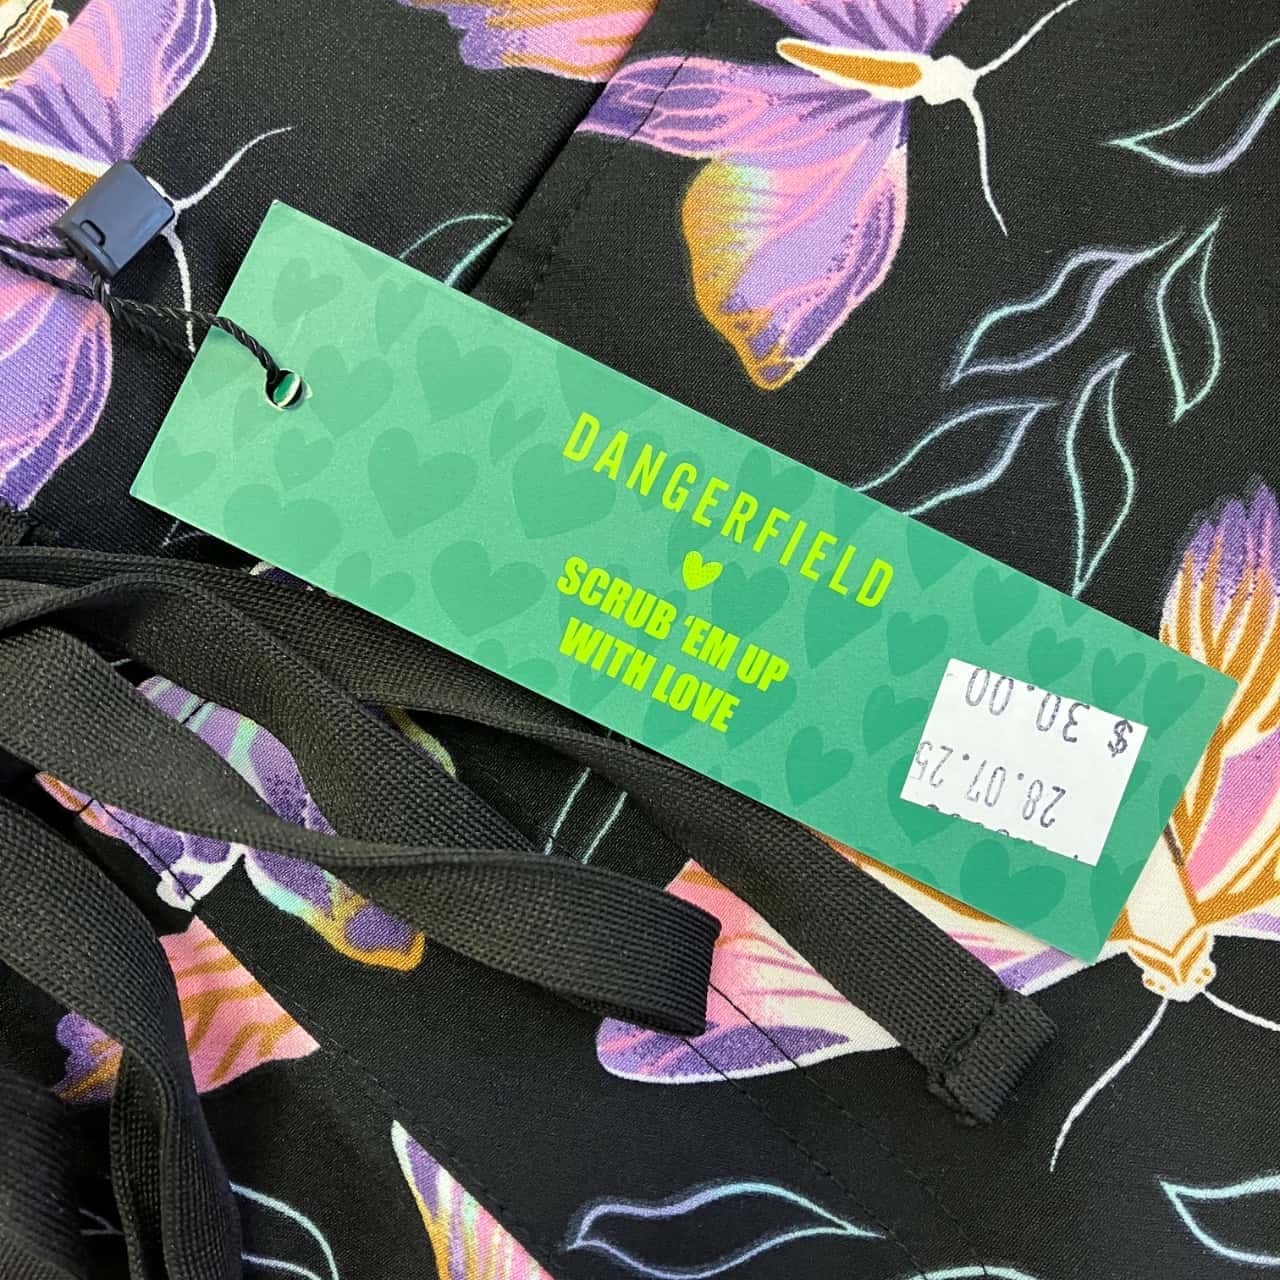 DANGERFIELD
SCRUB 'EM UP
WITH LOVE
$ 30.00
28.07.25